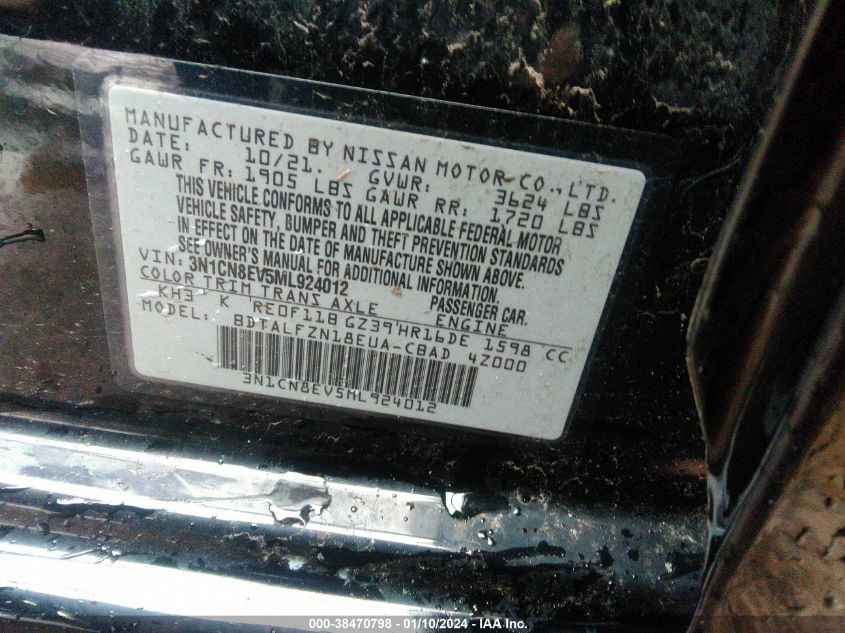 MANUFACTURED BY NISSAN MOTOR CO., LTD.
DATE: 10/21. GVWR: 3624 LBS
GAWR FR: 1905 LBS GAWR RR: 1720 LBS
THIS VEHICLE CONFORMS TO ALL APPLICABLE FEDERAL MOTOR
VEHICLE SAFETY, BUMPER AND THEFT PREVENTION STANDARDS
IN EFFECT ON THE DATE OF MANUFACTURE SHOWN ABOVE.
SEE OWNER'S MANUAL FOR ADDITIONAL INFORMATION.
VIN: 3N1CN8EV5ML924012 PASSENGER CAR.
COLOR TRIM TRANS AXLE ENGINE
KH3 K RE0F11B GZ39 HR16DE 1598 CC
MODEL: BDTALFZN18EUA-CBAD 4Z000
3N1CN8EV5ML924012
000-38470798 - 01/10/2024 - IAA Inc.